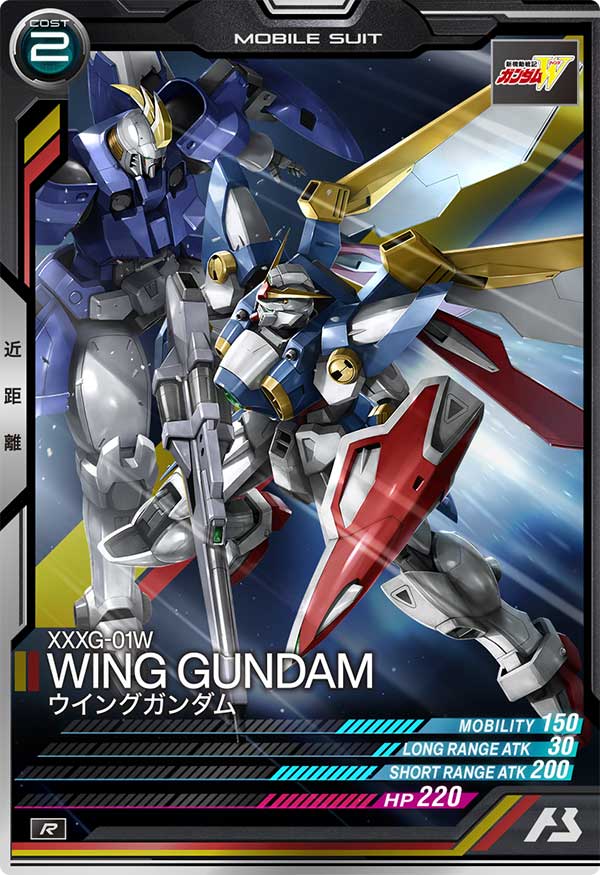 COST
2
MOBILE SUIT
新機動戦記
ガンダムW
近距離
XXXG-01W
WING GUNDAM
ウイングガンダム
MOBILITY 150
LONG RANGE ATK 30
SHORT RANGE ATK 200
HP 220
R